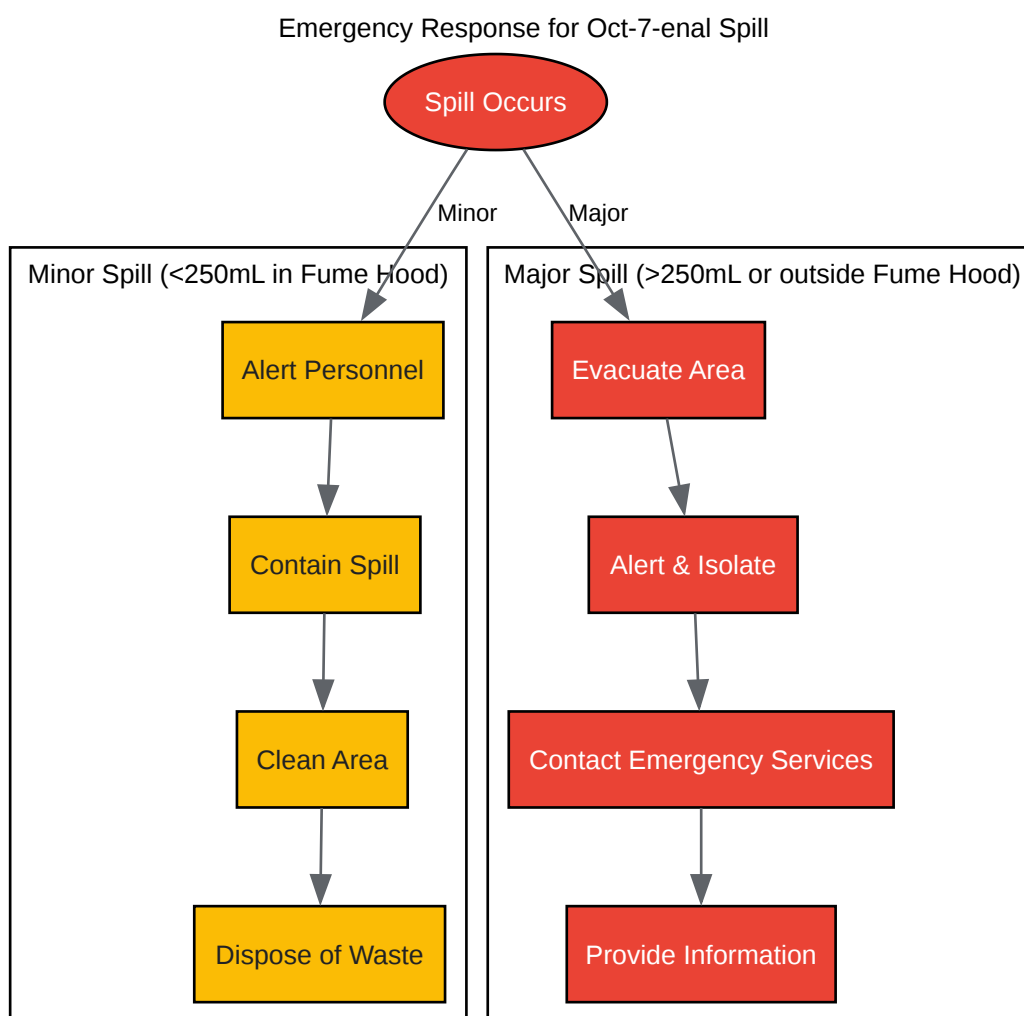 Emergency Response for Oct-7-enal Spill
Spill Occurs
Minor
Major
Minor Spill (<250mL in Fume Hood)
Alert Personnel
Contain Spill
Clean Area
Dispose of Waste
Major Spill (>250mL or outside Fume Hood)
Evacuate Area
Alert & Isolate
Contact Emergency Services
Provide Information